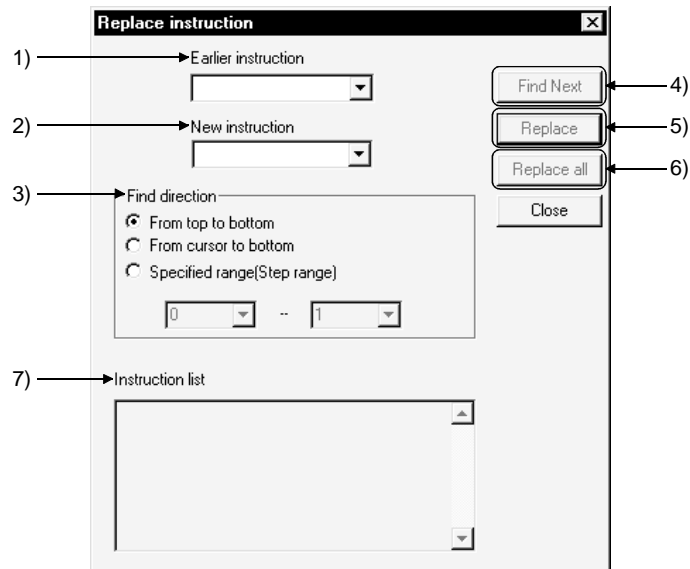 Replace instruction
1) Earlier instruction
Find Next 4)
2) New instruction
Replace 5)
Replace all 6)
3) Find direction
Close
From top to bottom
From cursor to bottom
Specified range(Step range)
0 -- 1
7) Instruction list